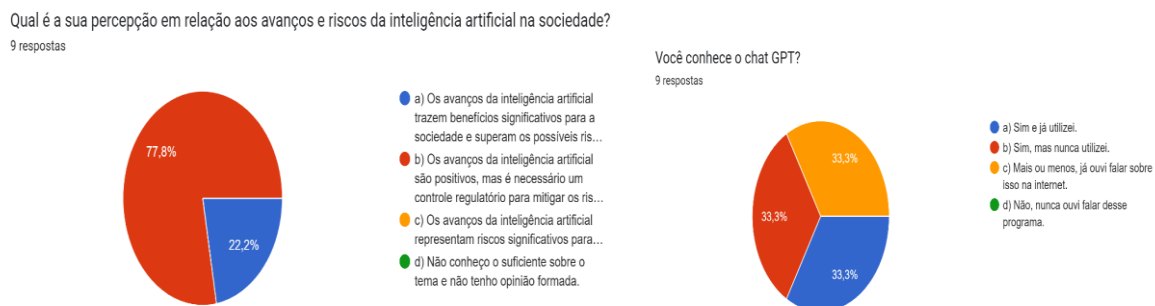 Qual é a sua percepção em relação aos avanços e riscos da inteligência artificial na sociedade?
9 respostas
77,8%
22,2%
a) Os avanços da inteligência artificial
trazem benefícios significativos para a
sociedade e superam os possíveis ris...
b) Os avanços da inteligência artificial
são positivos, mas é necessário um
controle regulatório para mitigar os ris...
c) Os avanços da inteligência artificial
representam riscos significativos para...
d) Não conheço o suficiente sobre o
tema e não tenho opinião formada.
Você conhece o chat GPT?
9 respostas
33,3%
33,3%
33,3%
a) Sim e já utilizei.
b) Sim, mas nunca utilizei.
c) Mais ou menos, já ouvi falar sobre
isso na internet.
d) Não, nunca ouvi falar desse
programa.